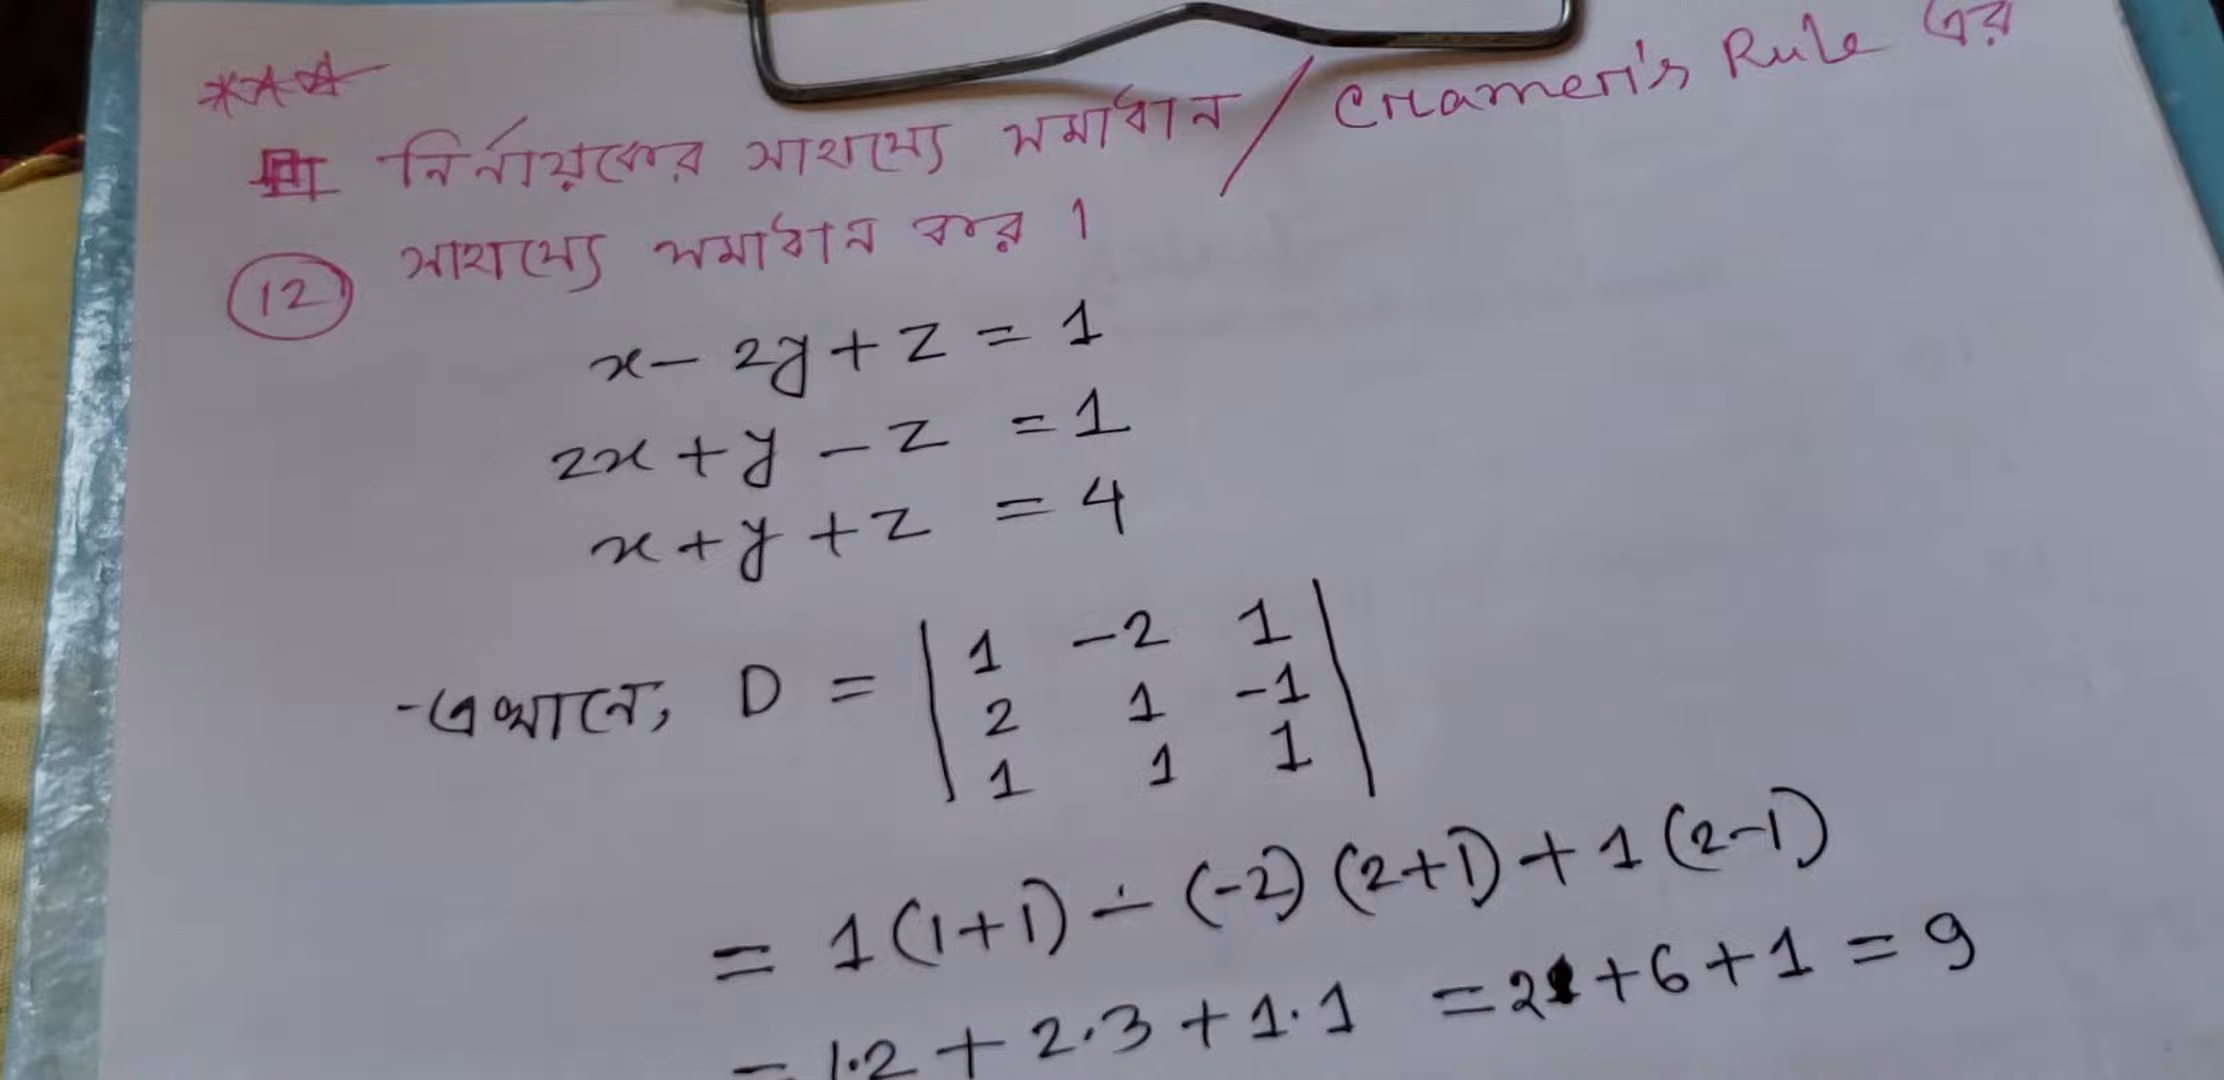 ***
নির্নায়কের সাহায্যে সমাধান / Cramer's Rule এর
সাহায্যে সমাধান কর।
12
x - 2y + z = 1
2x + y - z = 1
x + y + z = 4
এখানে, D = | 1 -2 1 |
| 2 1 -1 |
| 1 1 1 |
= 1 (1+1) - (-2) (2+1) + 1 (2-1)
= 1.2 + 2.3 + 1.1 = 2 + 6 + 1 = 9